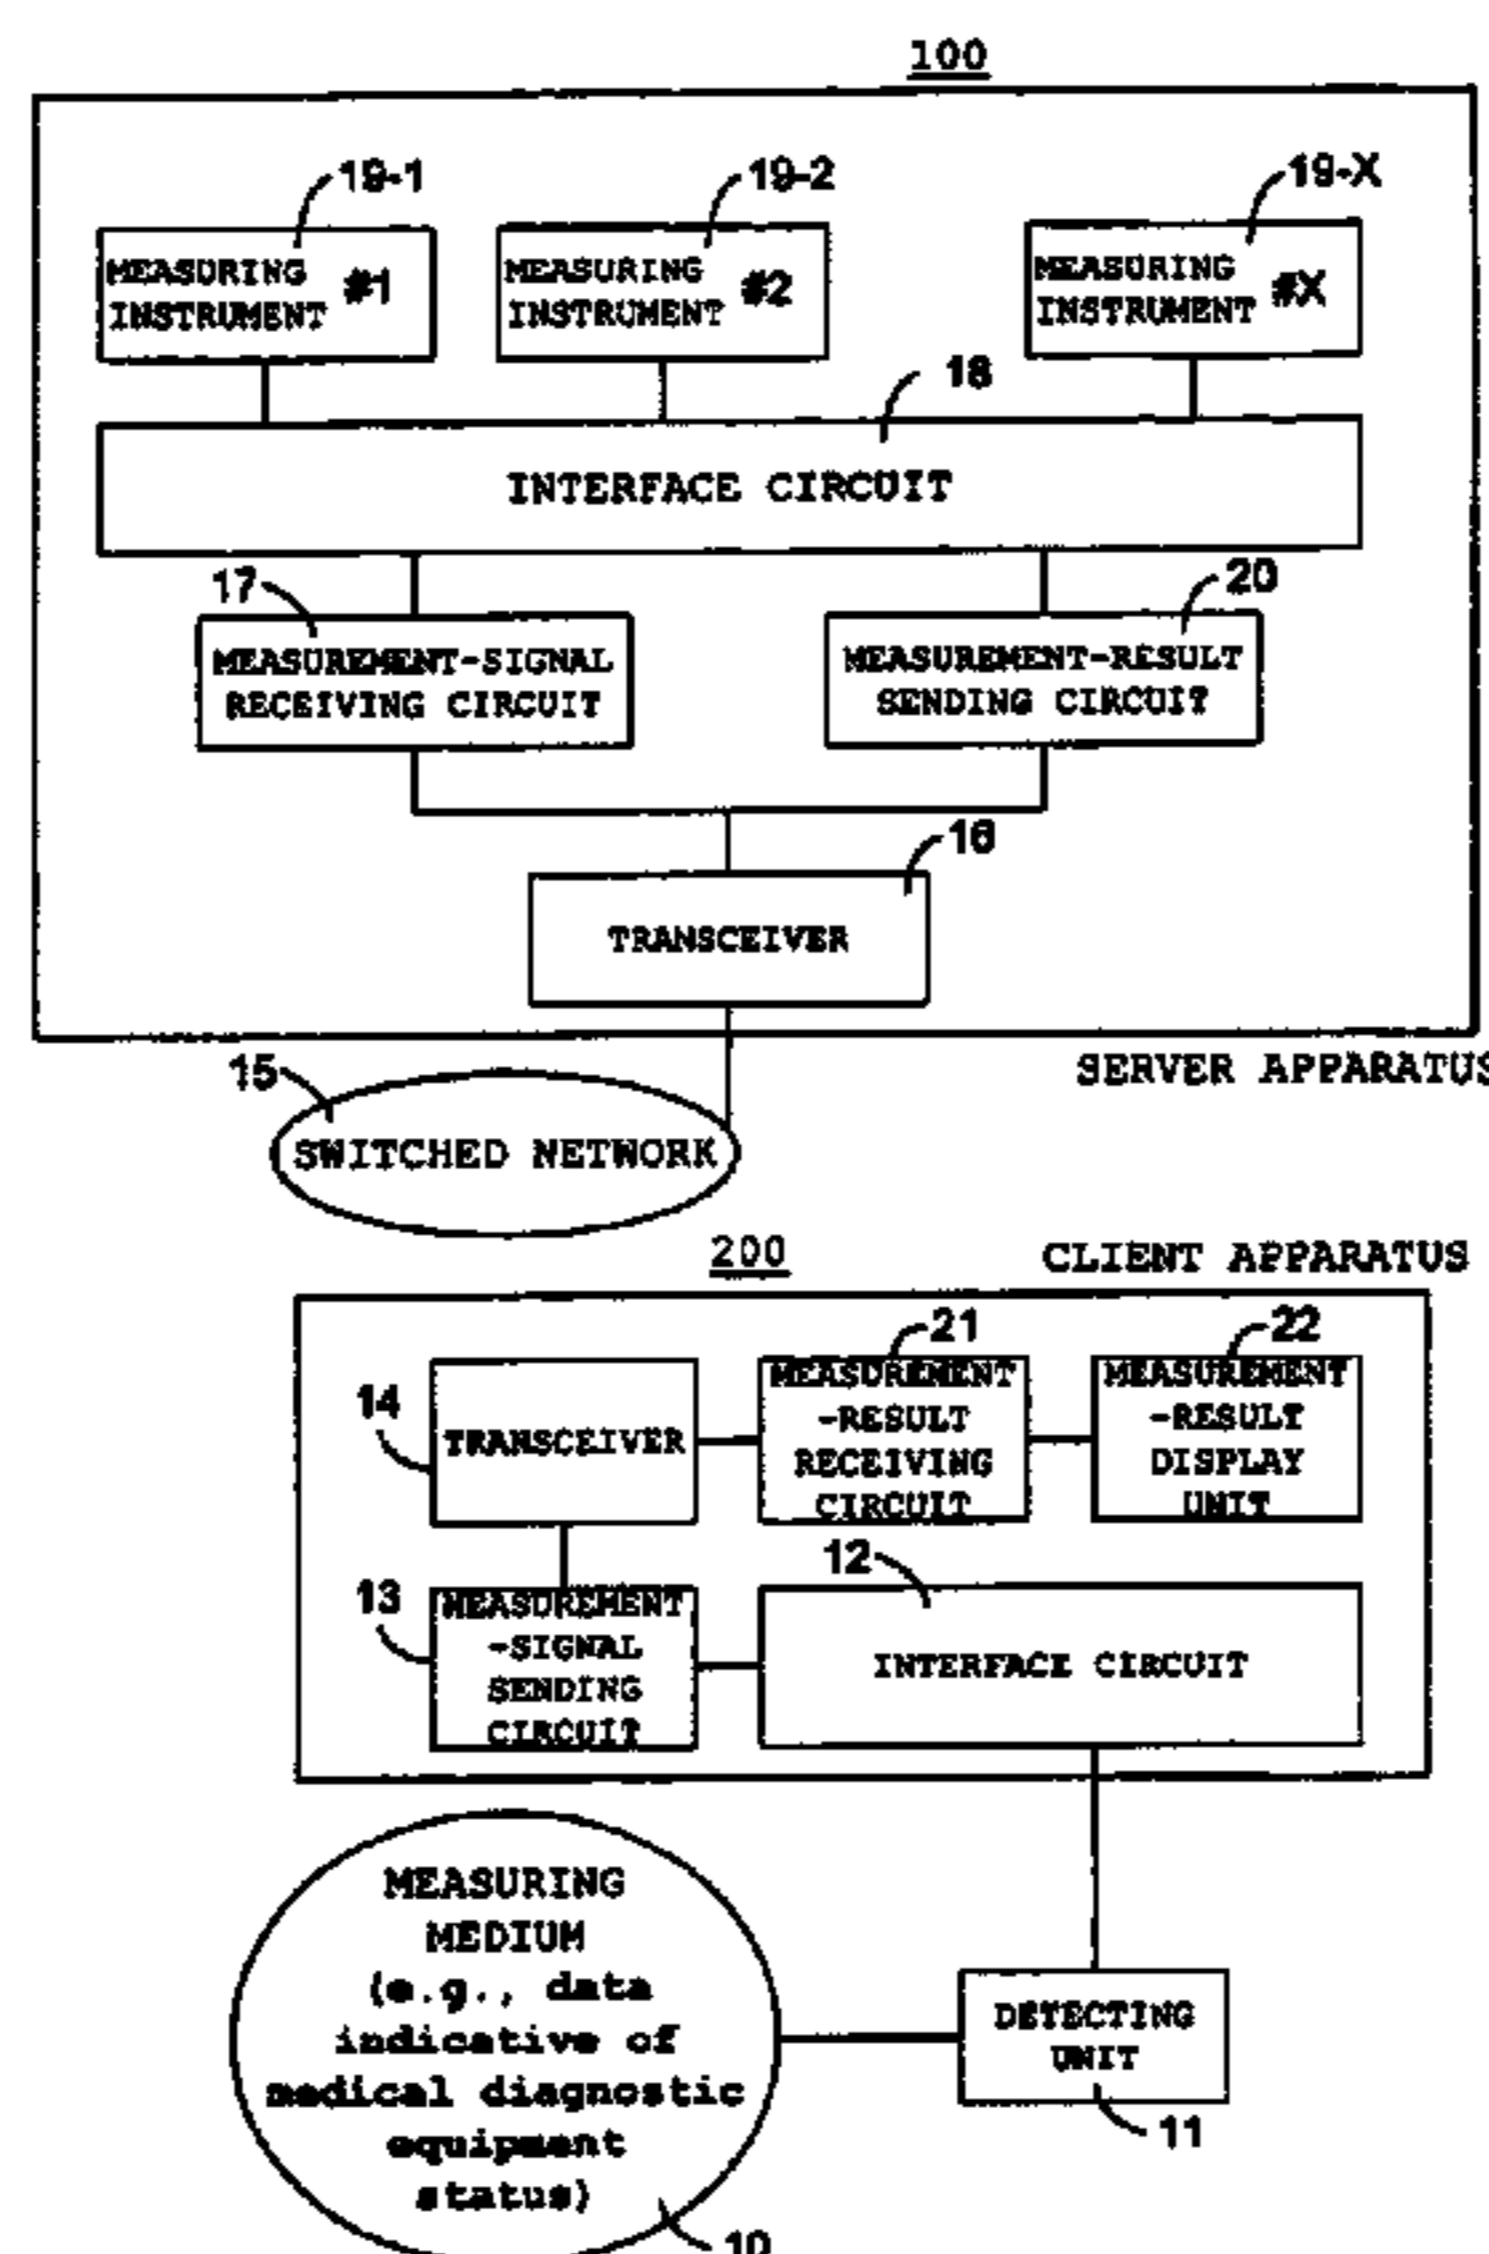 100
19-1
19-2
19-X
MEASURING
INSTRUMENT #1
MEASURING
INSTRUMENT #2
MEASURING
INSTRUMENT #X
18
INTERFACE CIRCUIT
17
20
MEASUREMENT-SIGNAL
RECEIVING CIRCUIT
MEASUREMENT-RESULT
SENDING CIRCUIT
16
TRANSCEIVER
SERVER APPARATUS
15
SWITCHED NETWORK
200
CLIENT APPARATUS
21
22
14
TRANSCEIVER
MEASUREMENT
-RESULT
RECEIVING
CIRCUIT
MEASUREMENT
-RESULT
DISPLAY
UNIT
12
13
MEASUREMENT
-SIGNAL
SENDING
CIRCUIT
INTERFACE CIRCUIT
MEASURING
MEDIUM
(e.g., data
indicative of
medical diagnostic
equipment
status)
DETECTING
UNIT
11
10